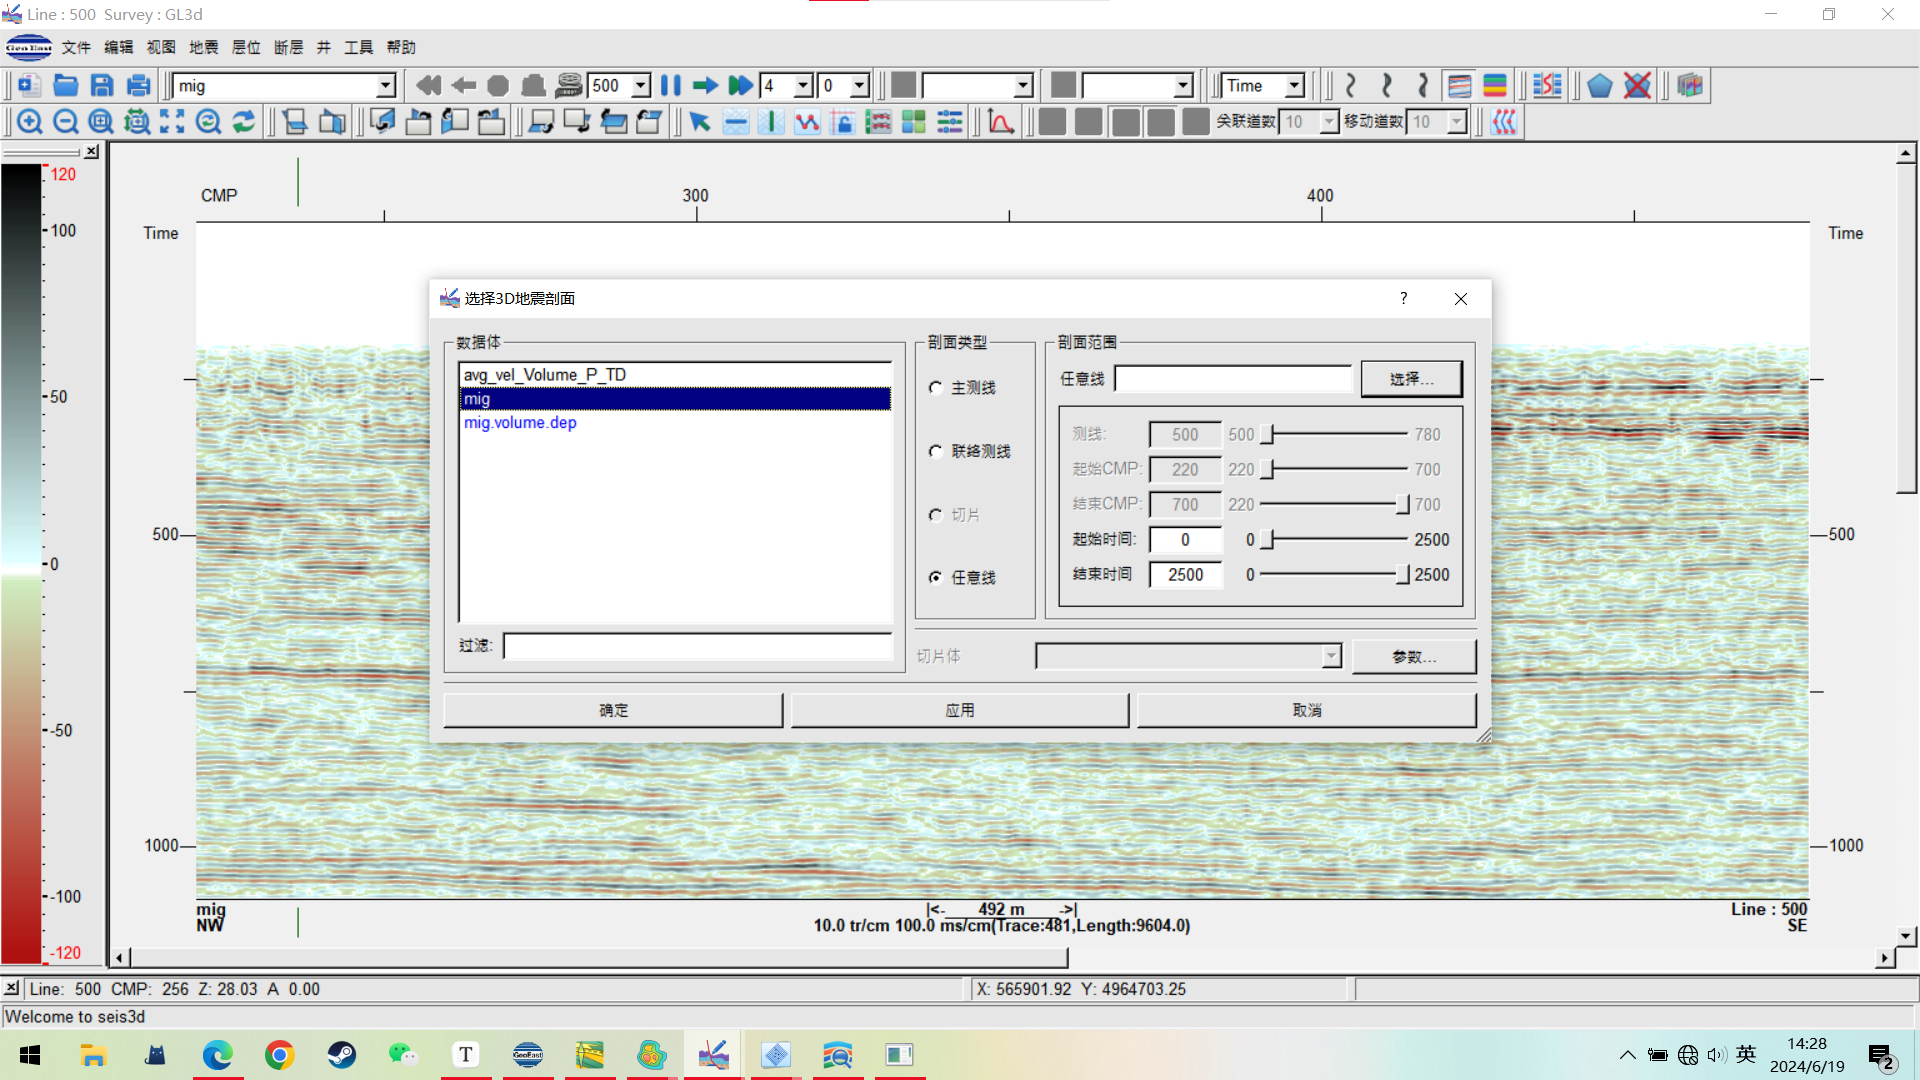 Line : 500  Survey : GL3d
GeoEast 文件 编辑 视图 地震 层位 断层 井 工具 帮助
mig 500 4 0 Time
关联道数 10 移动道数 10
120
100
50
0
-50
-100
-120
CMP 300 400
Time Time
500 500
1000 1000
选择3D地震剖面 ?
数据体
avg_vel_Volume_P_TD
mig
mig.volume.dep
过滤:
剖面类型
主测线
联络测线
切片
任意线
剖面范围
任意线 选择...
测线: 500 500 780
起始CMP: 220 220 700
结束CMP: 700 220 700
起始时间: 0 0 2500
结束时间 2500 0 2500
切片体 参数...
确定 应用 取消
mig |<- 492 m ->| Line : 500
NW 10.0 tr/cm 100.0 ms/cm(Trace:481,Length:9604.0) SE
Line: 500 CMP: 256 Z: 28.03 A 0.00 X: 565901.92 Y: 4964703.25
Welcome to seis3d
T GeoEast 英 14:28
2024/6/19 2